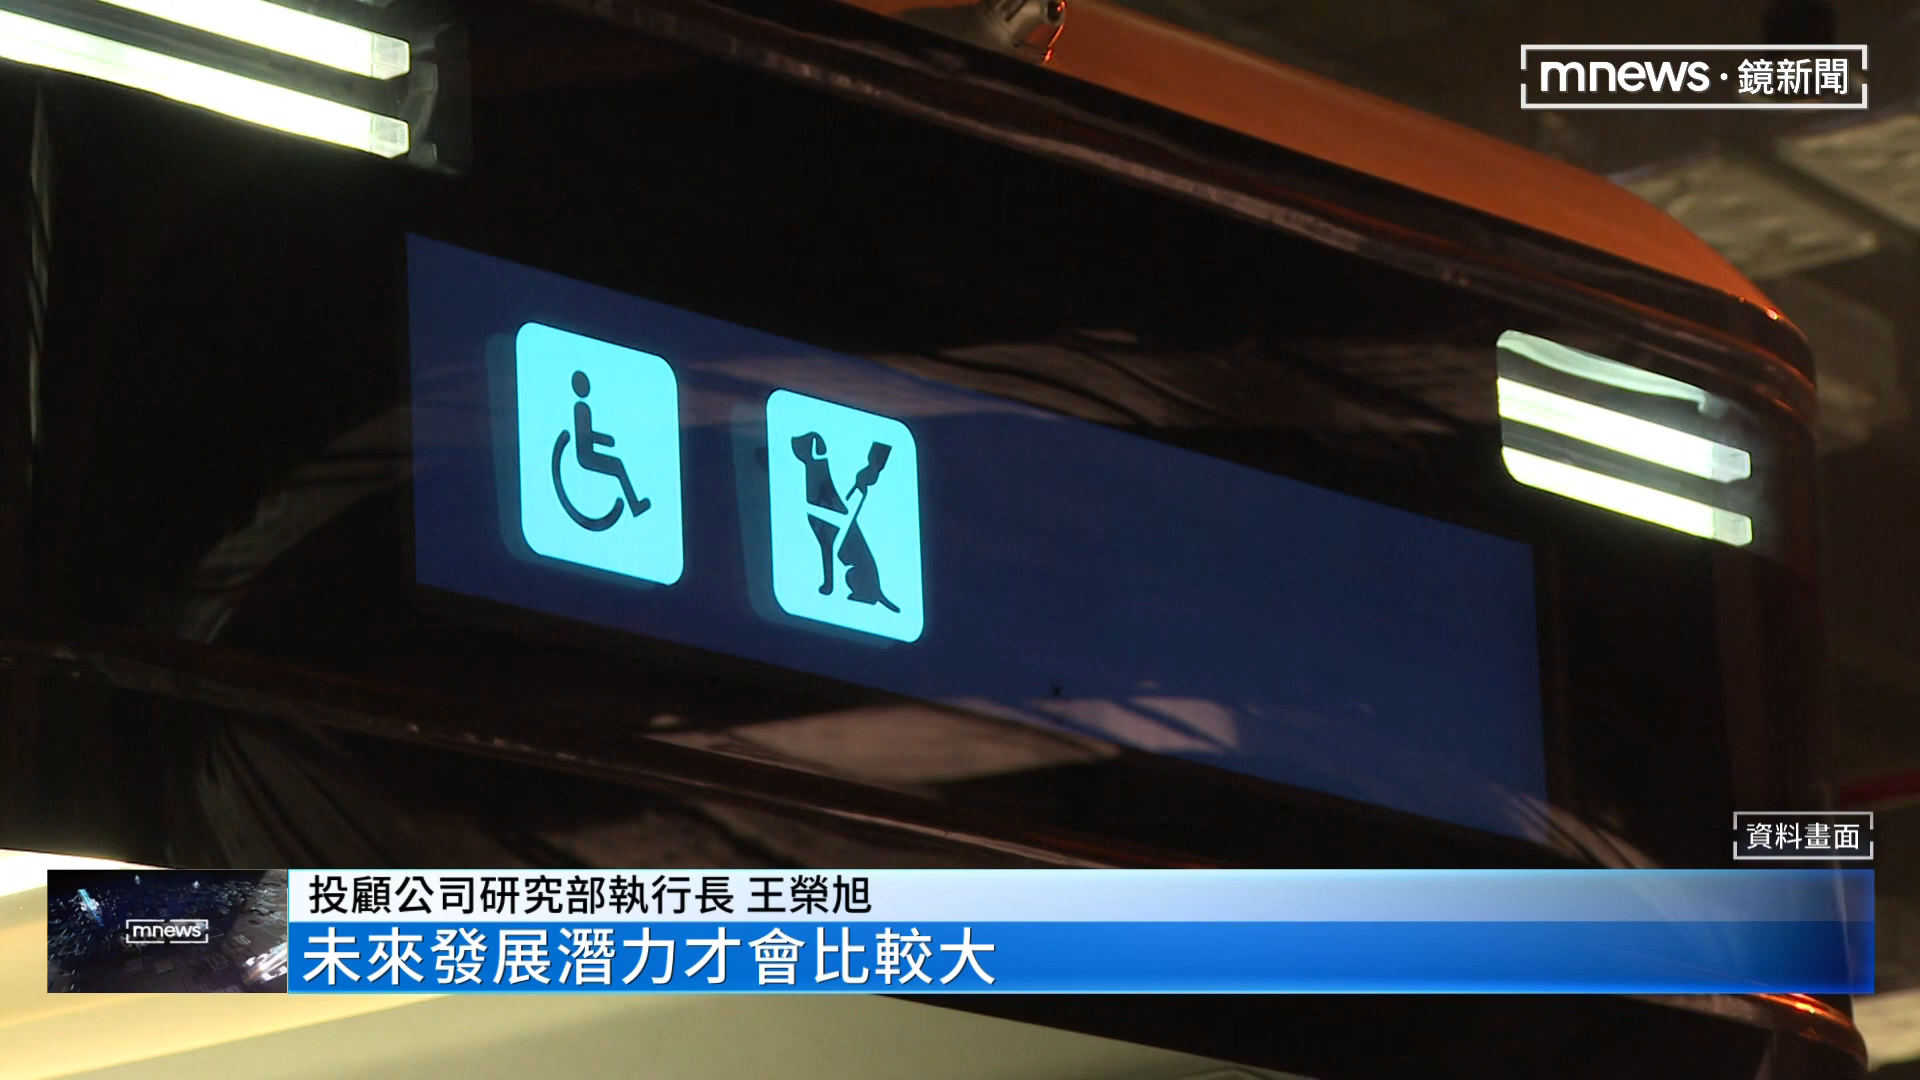 mnews·鏡新聞
資料畫面
投顧公司研究部執行長 王榮旭
mnews
未來發展潛力才會比較大